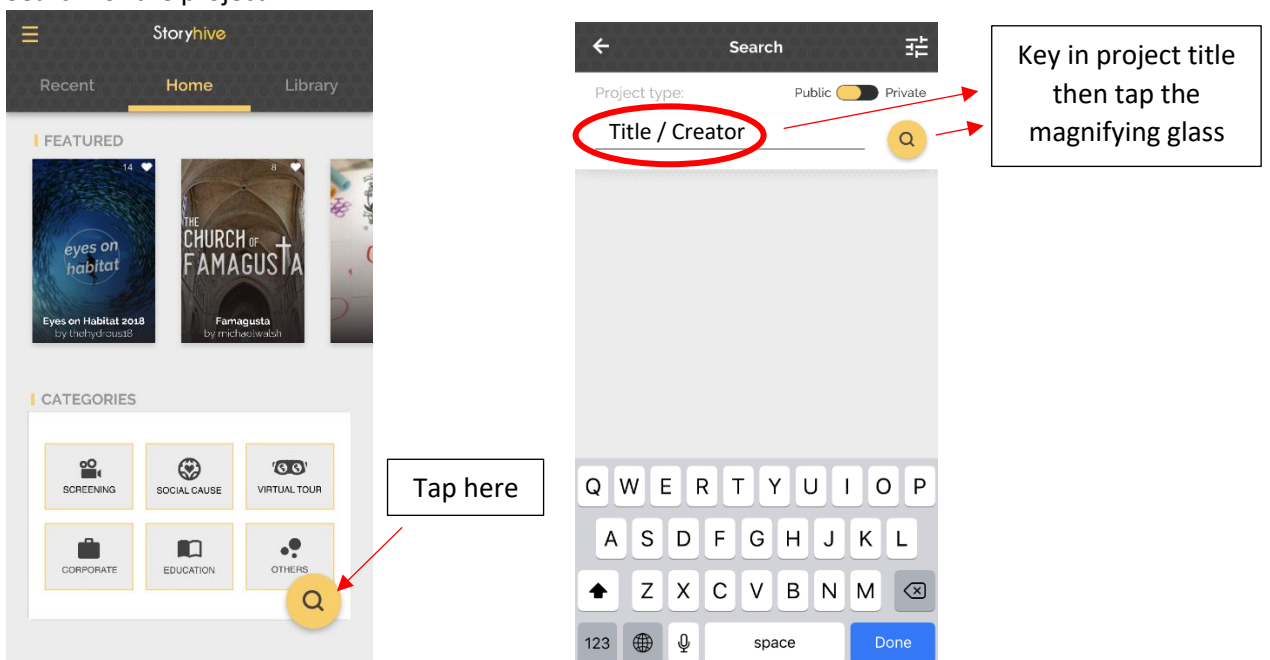 Storyhive
Recent Home Library
FEATURED
14
8
eyes on
habitat
THE
CHURCH OF
FAMAGUSTA
Eyes on Habitat 2018
by thehydrous18
Famagusta
by michaelwalsh
CATEGORIES
SCREENING
SOCIAL CAUSE
VIRTUAL TOUR
CORPORATE
EDUCATION
OTHERS
Tap here
Search
Project type:
Public Private
Title / Creator
Q W E R T Y U I O P
A S D F G H J K L
Z X C V B N M
123 space Done
Key in project title
then tap the
magnifying glass